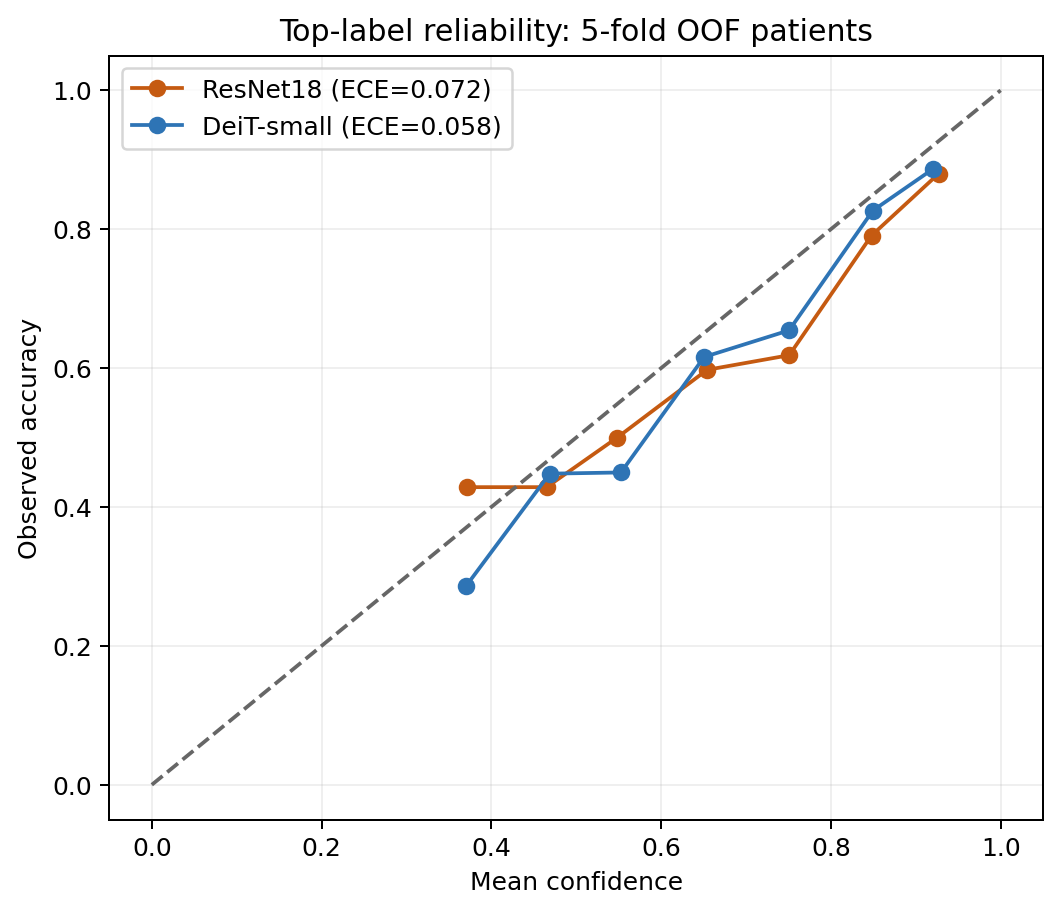 Top-label reliability: 5-fold OOF patients
ResNet18 (ECE=0.072)
DeiT-small (ECE=0.058)
Observed accuracy
1.0
0.8
0.6
0.4
0.2
0.0
0.0 0.2 0.4 0.6 0.8 1.0
Mean confidence